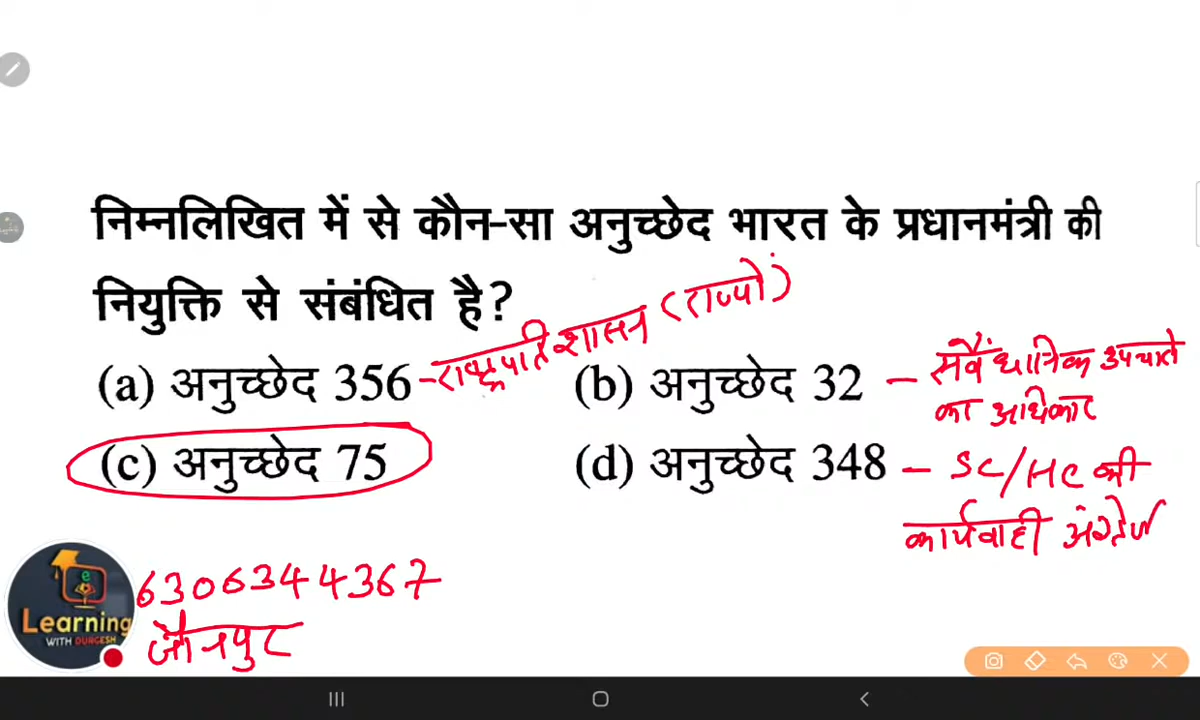 निम्नलिखित में से कौन-सा अनुच्छेद भारत के प्रधानमंत्री की
नियुक्ति से संबंधित है?
(a) अनुच्छेद 356 - राष्ट्रपति शासन (राज्यों)
(b) अनुच्छेद 32 - संवैधानिक उपचारो
का अधिकार
(c) अनुच्छेद 75
(d) अनुच्छेद 348 - SC/HC की
कार्यवाही अंग्रेजी
e
Learning
WITH DURGESH
6306344367
जौनपुर